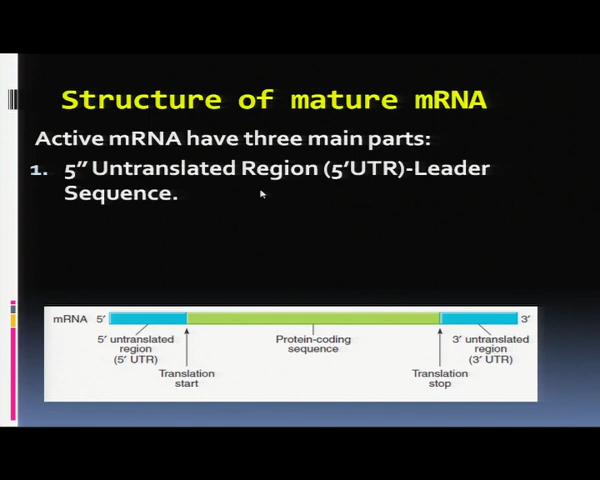 Structure of mature mRNA
Active mRNA have three main parts:
1. 5” Untranslated Region (5’UTR)-Leader
Sequence.
mRNA 5′ 3′
5′ untranslated
region
(5′ UTR)
Protein-coding
sequence
3′ untranslated
region
(3′ UTR)
Translation
start
Translation
stop